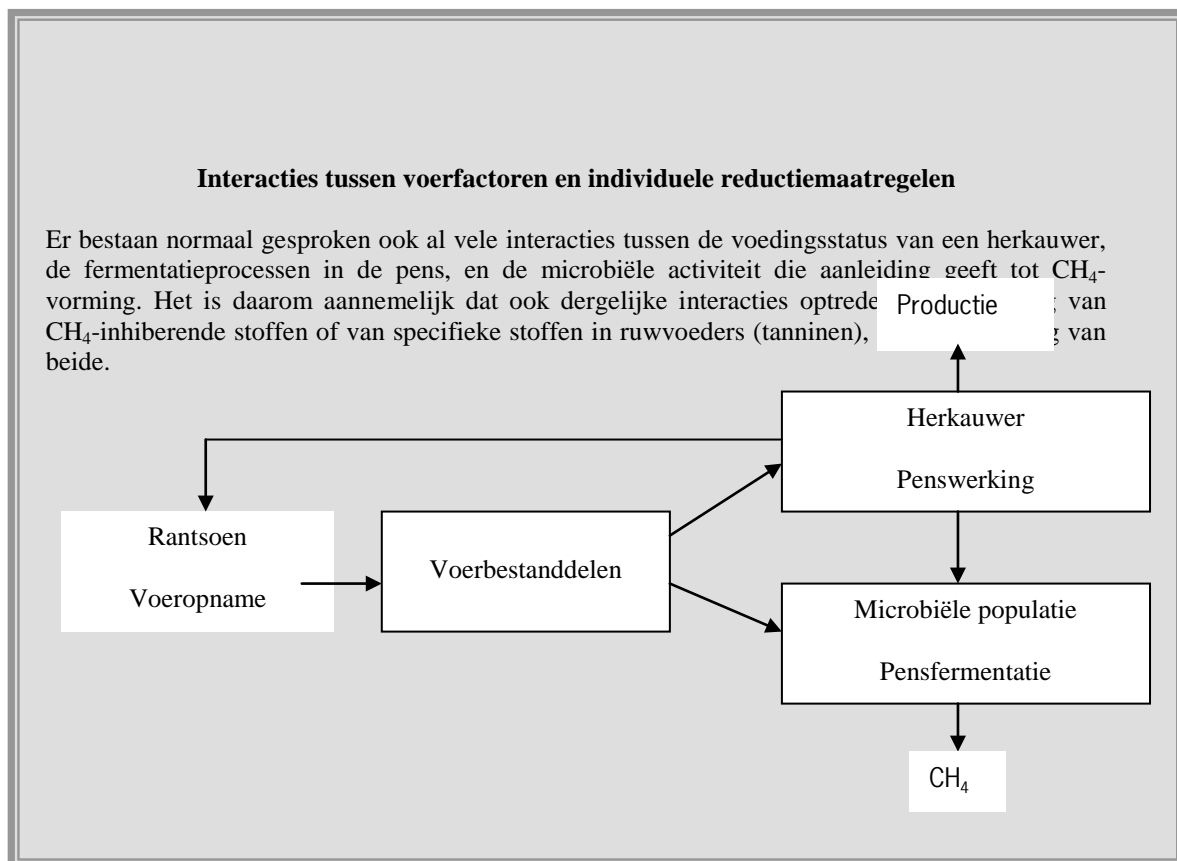 Interacties tussen voerfactoren en individuele reductiemaatregelen
Er bestaan normaal gesproken ook al vele interacties tussen de voedingsstatus van een herkauwer,
de fermentatieprocessen in de pens, en de microbiële activiteit die aanleiding geeft tot CH₄-
vorming. Het is daarom aannemelijk dat ook dergelijke interacties van
CH₄-inhiberende stoffen of van specifieke stoffen in ruwvoeders (tanninen), van
beide.
Productie
Herkauwer
Penswerking
Rantsoen
Voeropname
Voerbestanddelen
Microbiële populatie
Pensfermentatie
CH₄